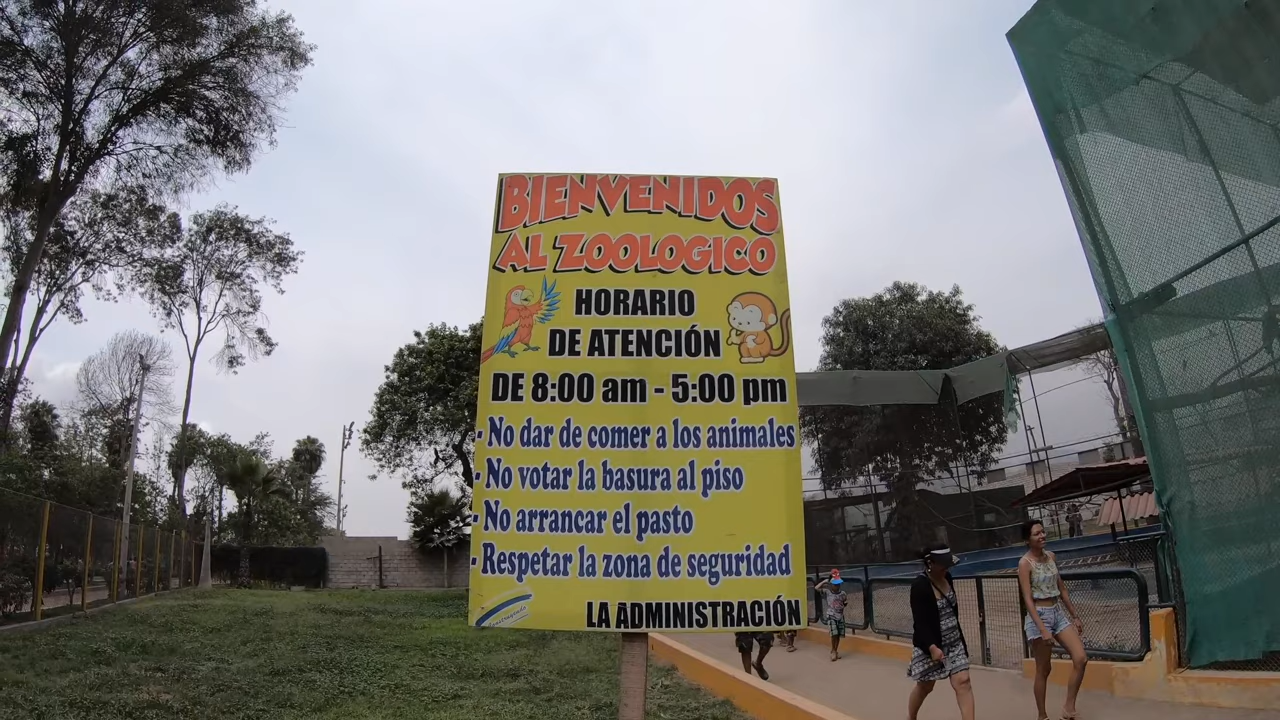 BIENVENIDOS
AL ZOOLOGICO
HORARIO
DE ATENCIÓN
DE 8:00 am - 5:00 pm
- No dar de comer a los animales
- No votar la basura al piso
- No arrancar el pasto
- Respetar la zona de seguridad
LA ADMINISTRACIÓN